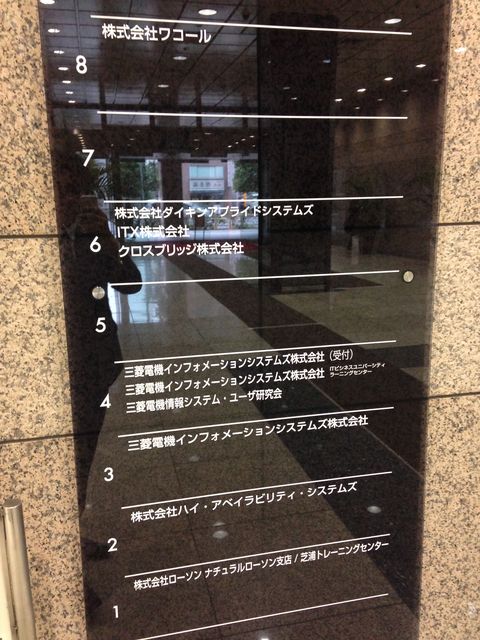 株式会社ワコール
8
7
株式会社ダイキンアプライドシステムズ
ITX株式会社
6
クロスブリッジ株式会社
5
三菱電機インフォメーションシステムズ株式会社（受付）
三菱電機インフォメーションシステムズ株式会社 ITビジネスユニバーシティ
ラーニングセンター
4
三菱電機情報システム・ユーザ研究会
三菱電機インフォメーションシステムズ株式会社
3
株式会社ハイ・アベイラビリティ・システムズ
2
株式会社ローソン ナチュラルローソン支店 / 芝浦トレーニングセンター
1